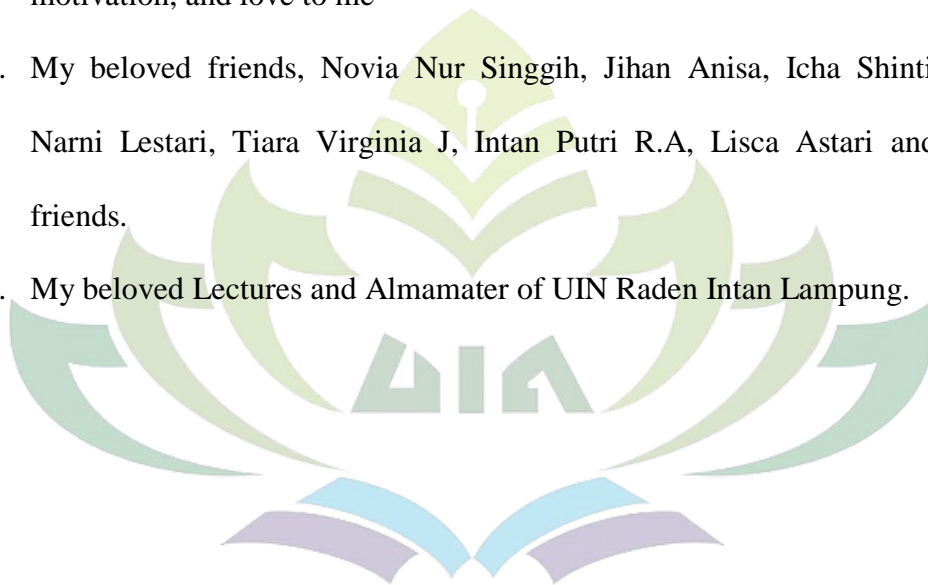 motivation, and love to me
. My beloved friends, Novia Nur Singgih, Jihan Anisa, Icha Shinti
Narni Lestari, Tiara Virginia J, Intan Putri R.A, Lisca Astari and
friends.
. My beloved Lectures and Almamater of UIN Raden Intan Lampung.
UIN